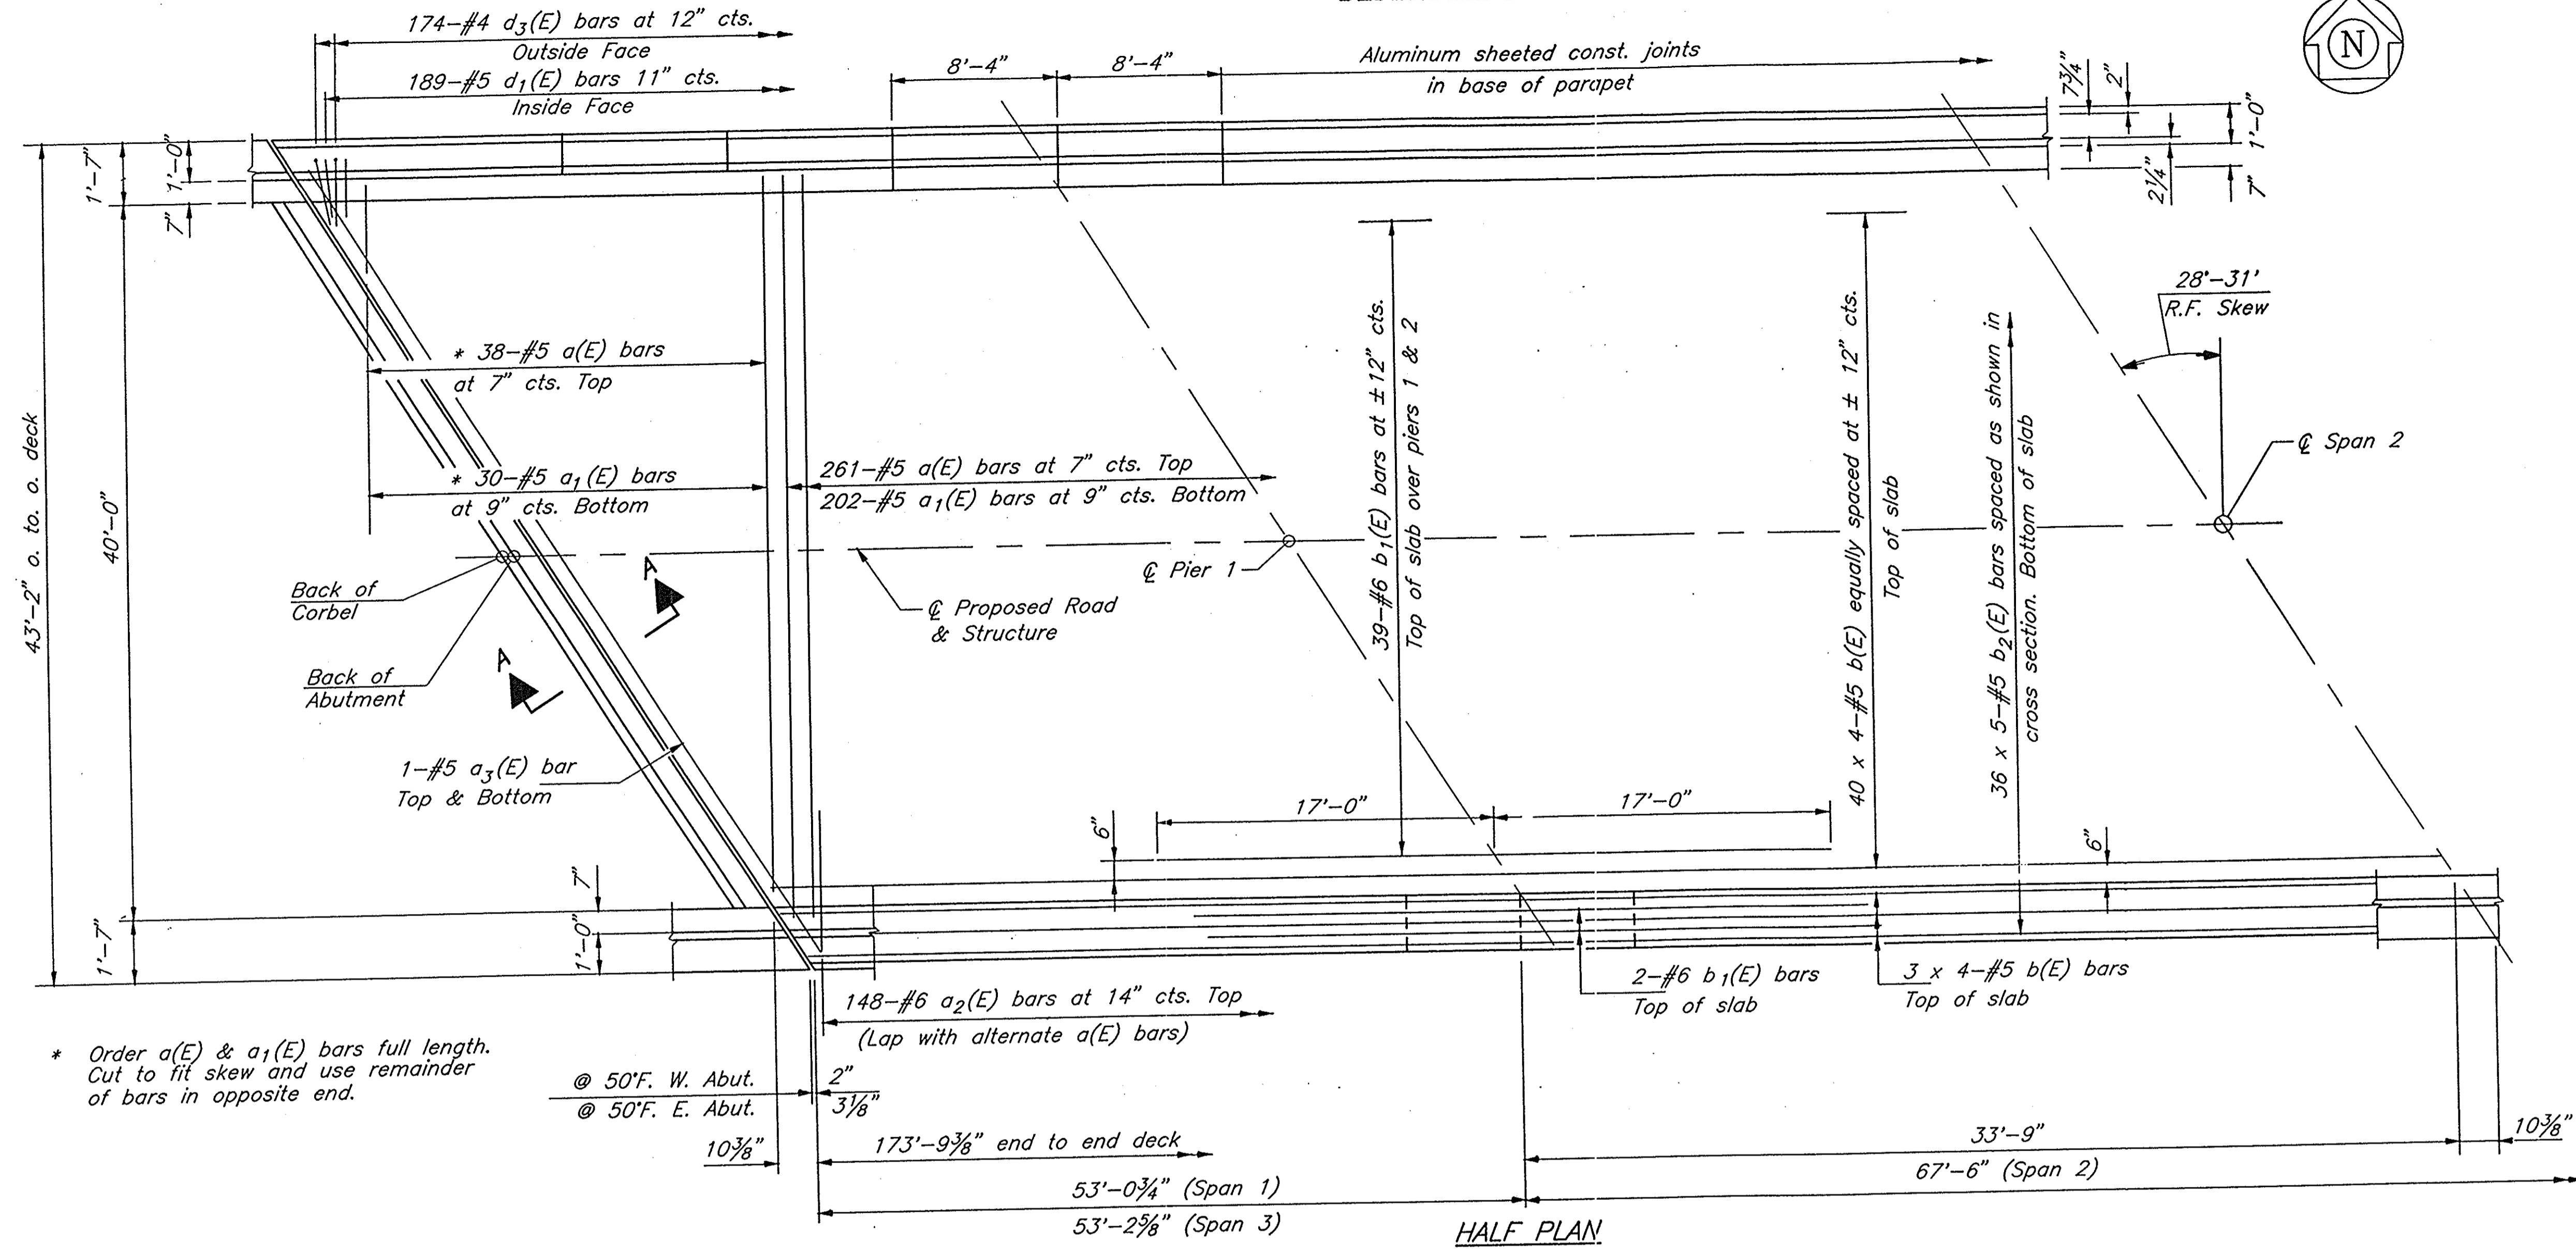 174-#4 d3(E) bars at 12" cts.
Outside Face
189-#5 d1(E) bars 11" cts.
Inside Face
8'-4"
8'-4"
Aluminum sheeted const. joints
in base of parapet
N
7¾"
2"
1'-0"
2¼"
7"
1'-7"
1'-0"
7"
43'-2" o. to. o. deck
40'-0"
* 38-#5 a(E) bars
at 7" cts. Top
* 30-#5 a1(E) bars
at 9" cts. Bottom
261-#5 a(E) bars at 7" cts. Top
202-#5 a1(E) bars at 9" cts. Bottom
39-#6 b1(E) bars at ±12" cts.
Top of slab over piers 1 & 2
40 x 4-#5 b(E) equally spaced at ± 12" cts.
Top of slab
36 x 5-#5 b2(E) bars spaced as shown in
cross section. Bottom of slab
28°-31'
R.F. Skew
℄ Span 2
℄ Pier 1
℄ Proposed Road
& Structure
Back of
Corbel
Back of
Abutment
A
A
1-#5 a3(E) bar
Top & Bottom
17'-0"
17'-0"
6"
6"
7"
1'-0"
1'-7"
2-#6 b1(E) bars
Top of slab
3 x 4-#5 b(E) bars
Top of slab
148-#6 a2(E) bars at 14" cts. Top
(Lap with alternate a(E) bars)
* Order a(E) & a1(E) bars full length.
Cut to fit skew and use remainder
of bars in opposite end.
@ 50°F. W. Abut.
@ 50°F. E. Abut.
2"
3⅛"
10⅜"
173'-9⅜" end to end deck
53'-0¾" (Span 1)
53'-2⅝" (Span 3)
33'-9"
10⅜"
67'-6" (Span 2)
HALF PLAN